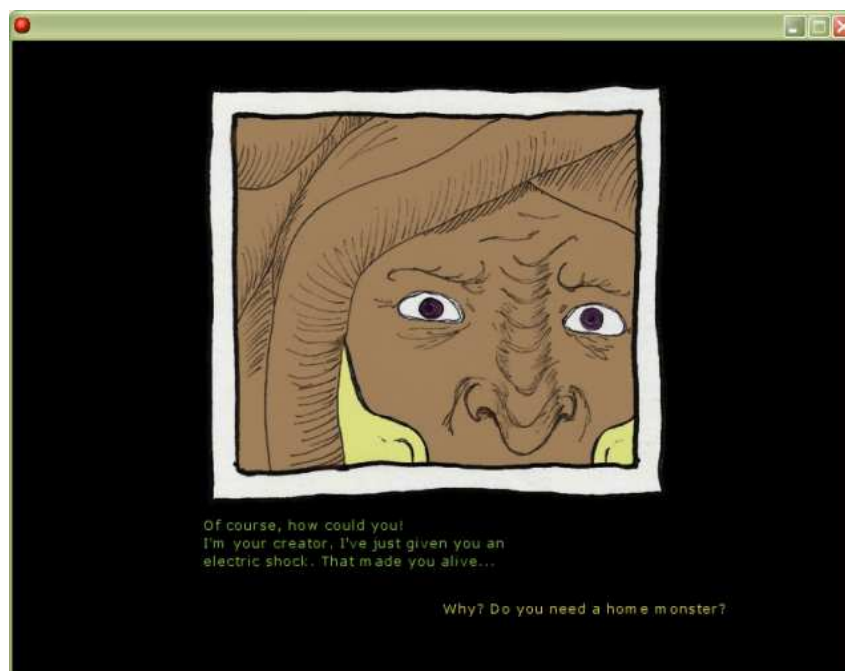 Of course, how could you!
I'm your creator. I've just given you an
electric shock. That made you alive...
Why? Do you need a home monster?